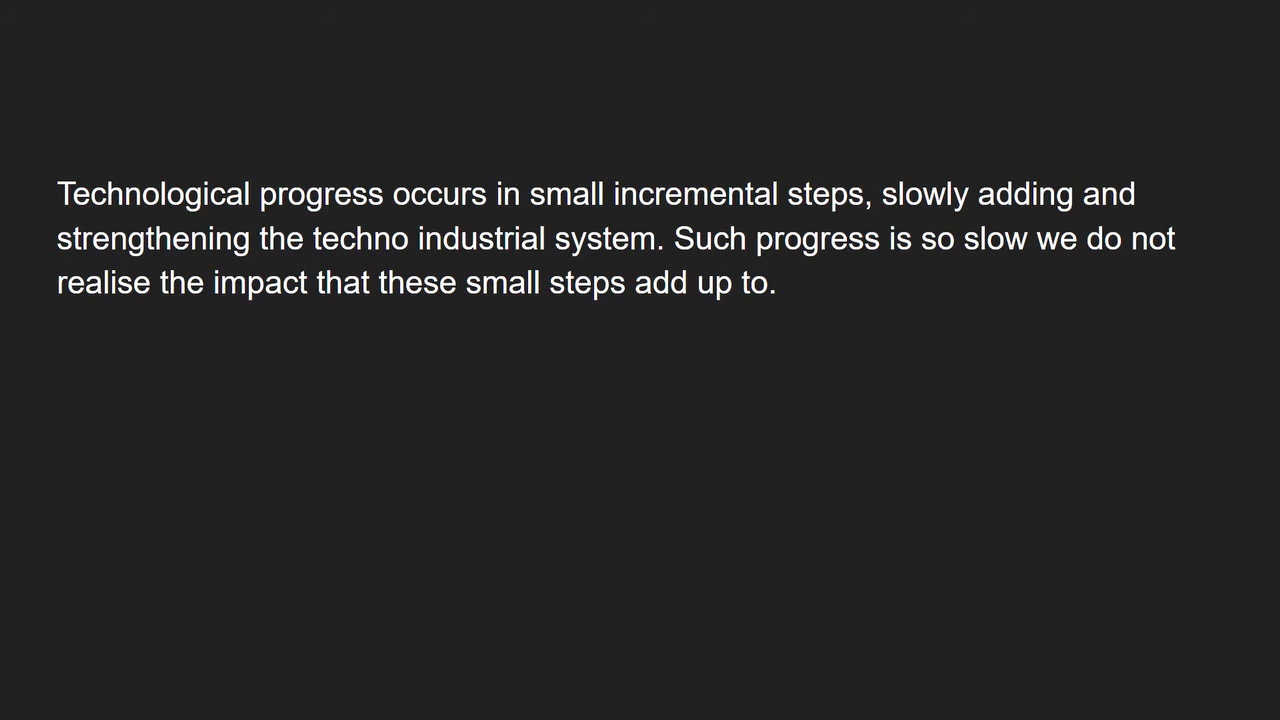 Technological progress occurs in small incremental steps, slowly adding and
strengthening the techno industrial system. Such progress is so slow we do not
realise the impact that these small steps add up to.